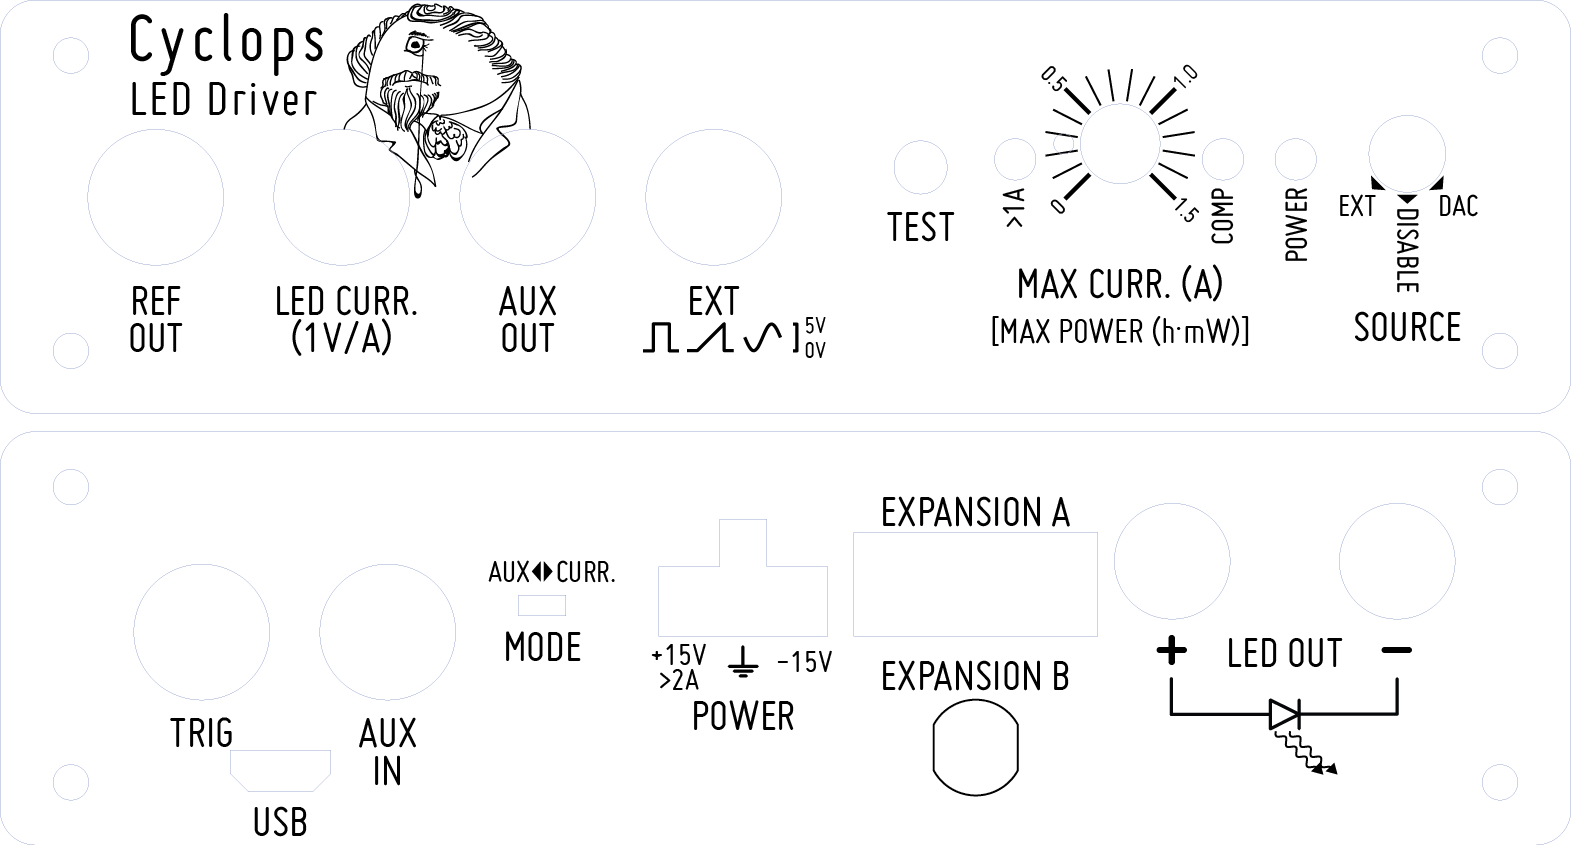 Cyclops
LED Driver
REF
OUT
LED CURR.
(1V/A)
AUX
OUT
EXT
5V
0V
TEST
>1A
0
0.5
1.0
1.5
MAX CURR. (A)
[MAX POWER (h·mW)]
COMP
POWER
EXT
DISABLE
DAC
SOURCE
TRIG
USB
AUX
IN
AUX CURR.
MODE
+15V
>2A
-15V
POWER
EXPANSION A
EXPANSION B
+ LED OUT −